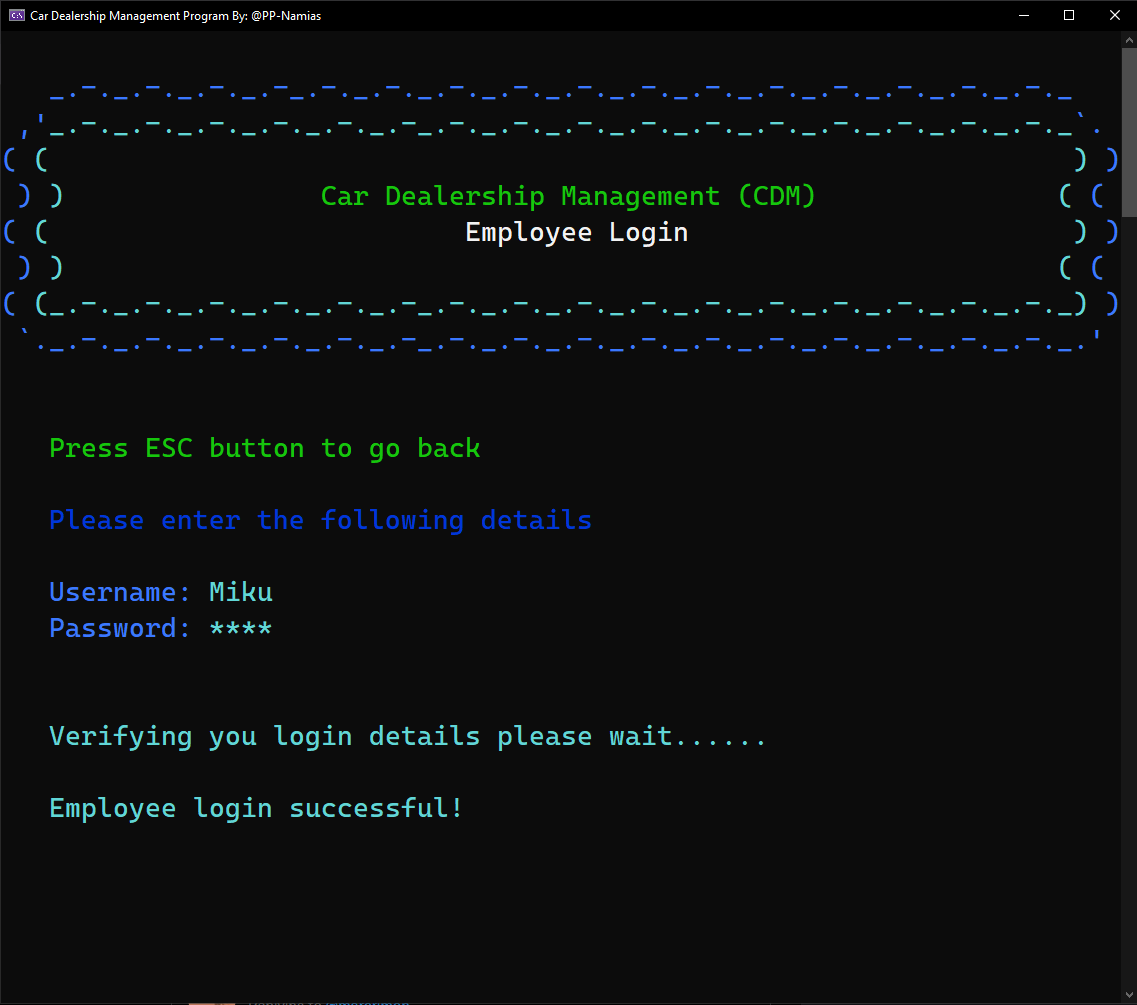 Car Dealership Management Program By: @PP-Namias
Car Dealership Management (CDM)
Employee Login
Press ESC button to go back
Please enter the following details
Username: Miku
Password: ****
Verifying you login details please wait......
Employee login successful!